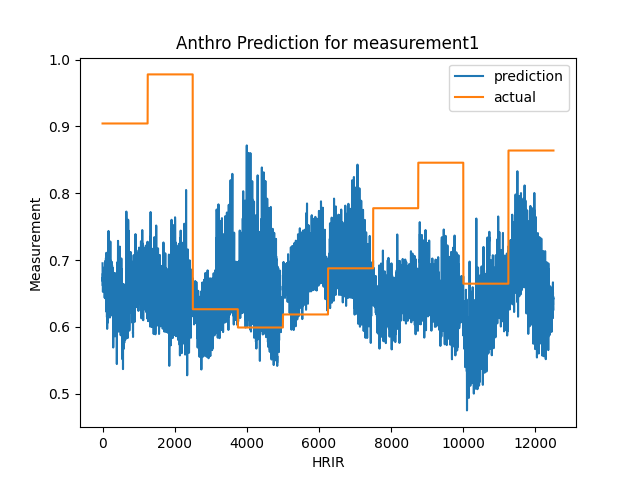 Anthro Prediction for measurement1
1.0
0.9
0.8
0.7
0.6
0.5
Measurement
prediction
actual
0 2000 4000 6000 8000 10000 12000
HRIR